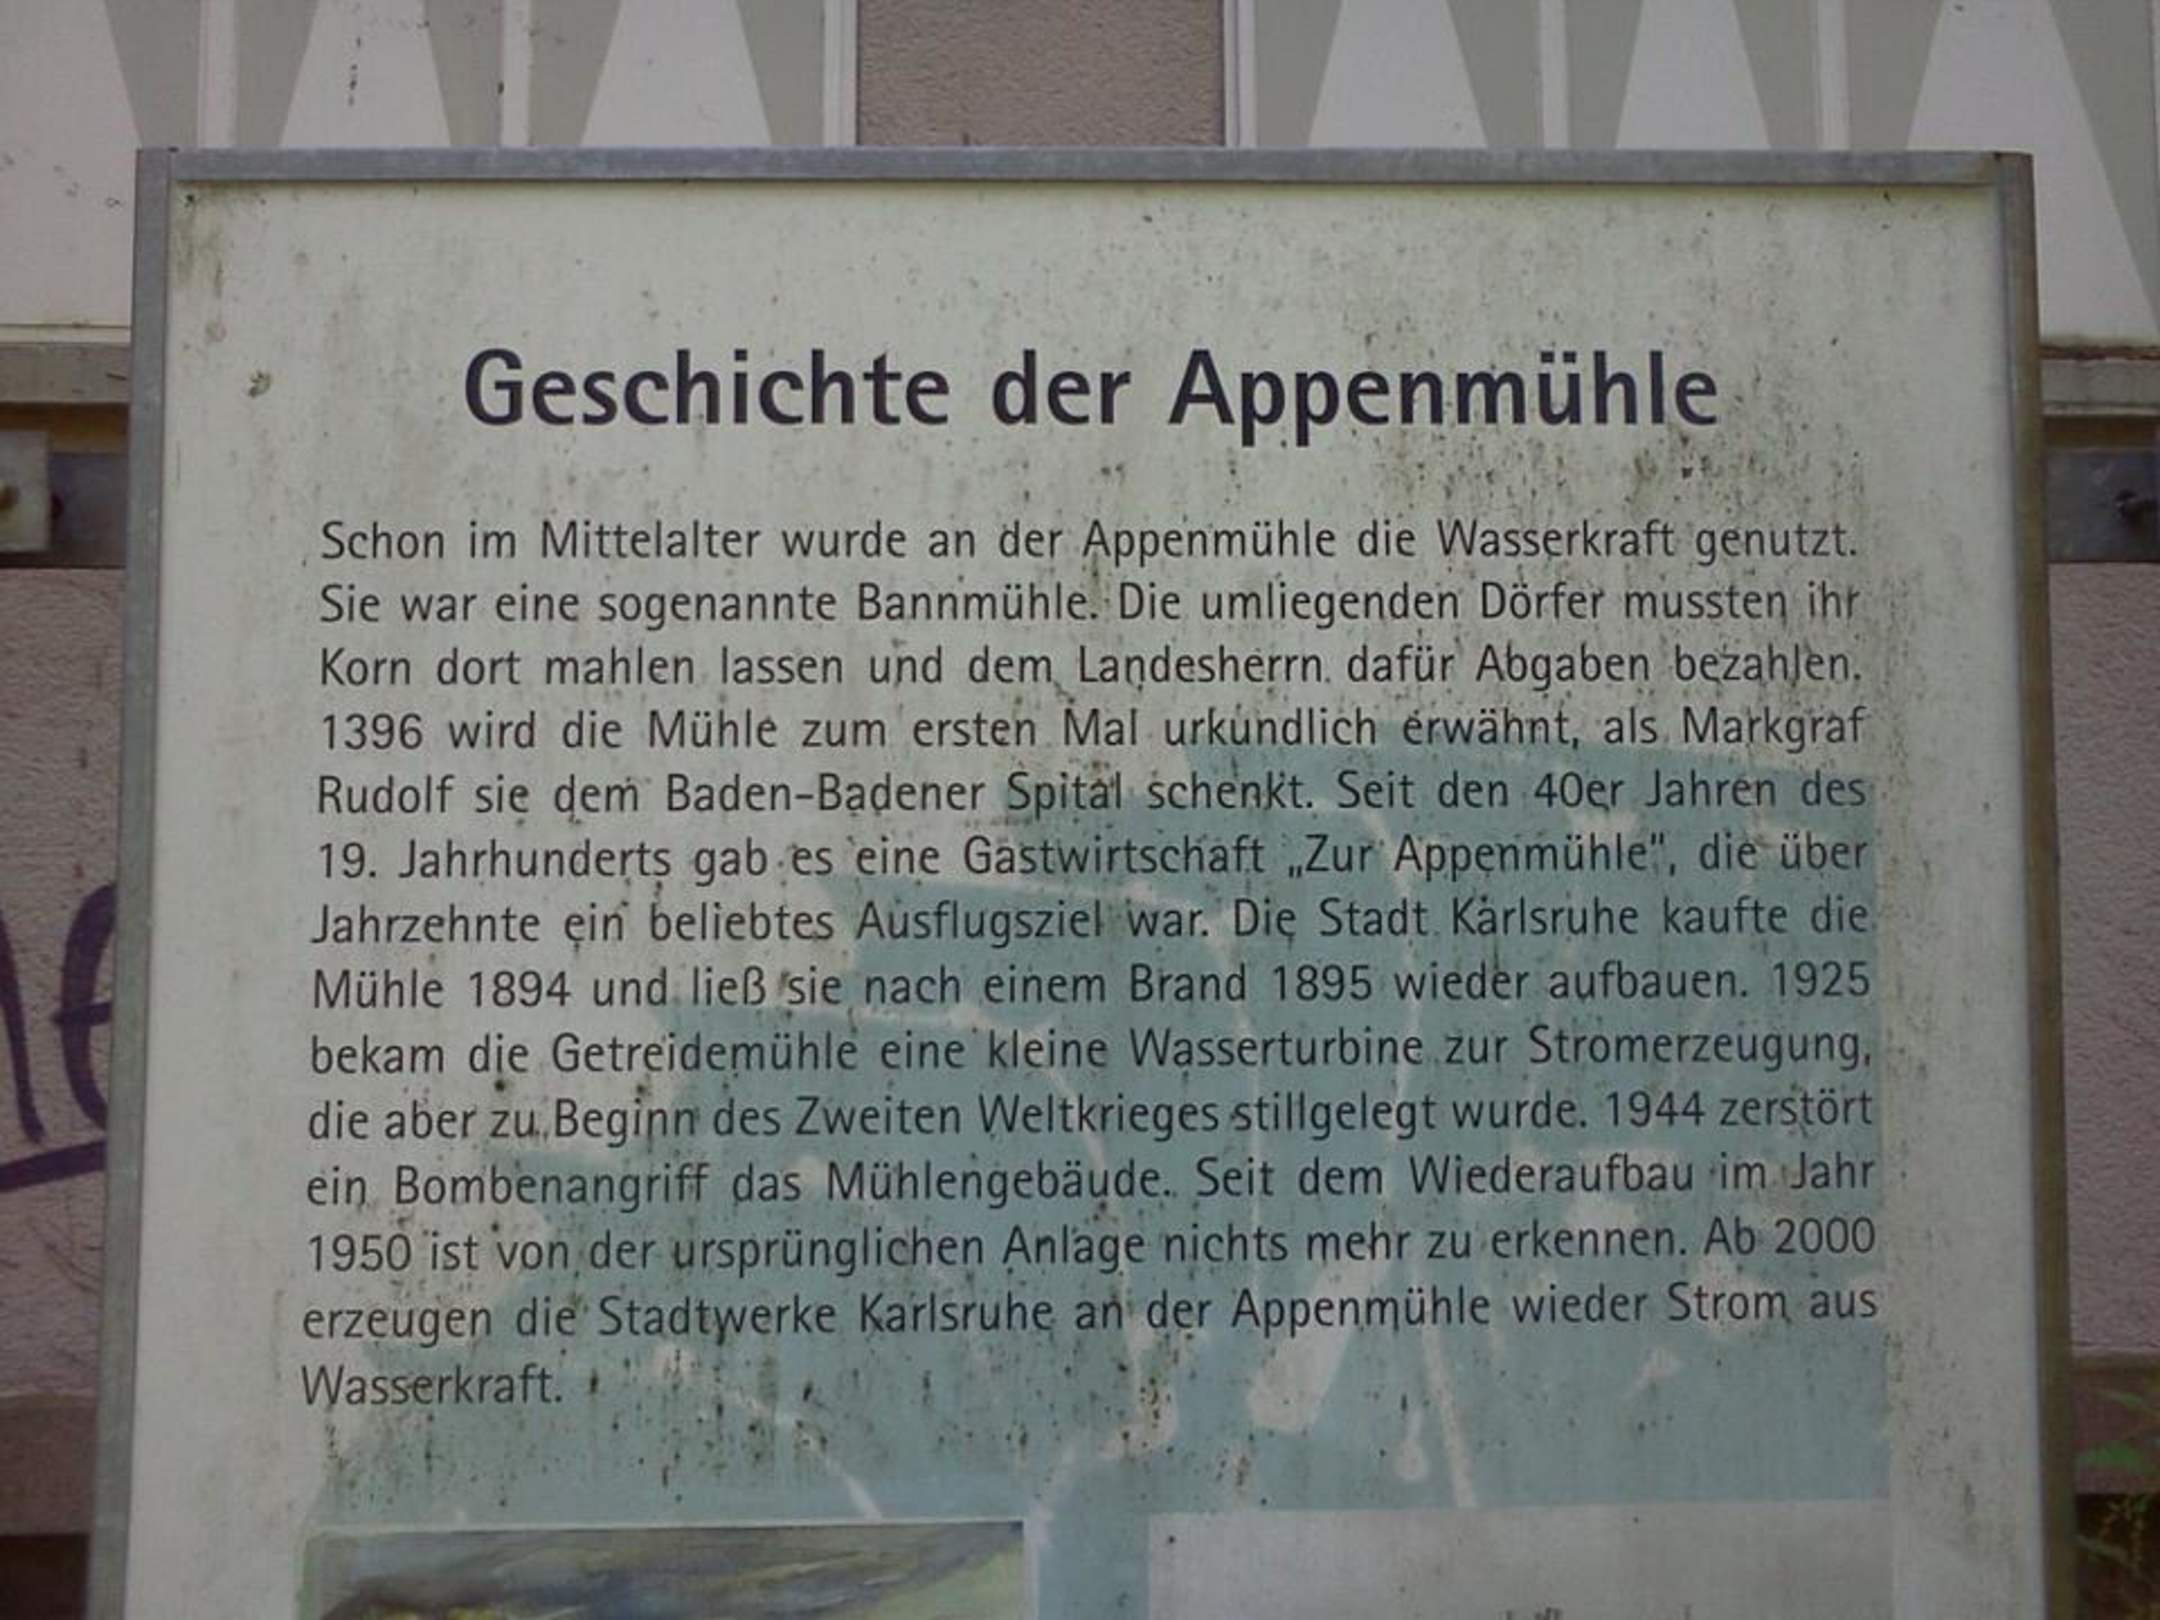 Geschichte der Appenmühle
Schon im Mittelalter wurde an der Appenmühle die Wasserkraft genutzt.
Sie war eine sogenannte Bannmühle. Die umliegenden Dörfer mussten ihr
Korn dort mahlen lassen und dem Landesherrn dafür Abgaben bezahlen.
1396 wird die Mühle zum ersten Mal urkundlich erwähnt, als Markgraf
Rudolf sie dem Baden-Badener Spital schenkt. Seit den 40er Jahren des
19. Jahrhunderts gab es eine Gastwirtschaft „Zur Appenmühle", die über
Jahrzehnte ein beliebtes Ausflugsziel war. Die Stadt Karlsruhe kaufte die
Mühle 1894 und ließ sie nach einem Brand 1895 wieder aufbauen. 1925
bekam die Getreidemühle eine kleine Wasserturbine zur Stromerzeugung,
die aber zu Beginn des Zweiten Weltkrieges stillgelegt wurde. 1944 zerstört
ein Bombenangriff das Mühlengebäude. Seit dem Wiederaufbau im Jahr
1950 ist von der ursprünglichen Anlage nichts mehr zu erkennen. Ab 2000
erzeugen die Stadtwerke Karlsruhe an der Appenmühle wieder Strom aus
Wasserkraft.